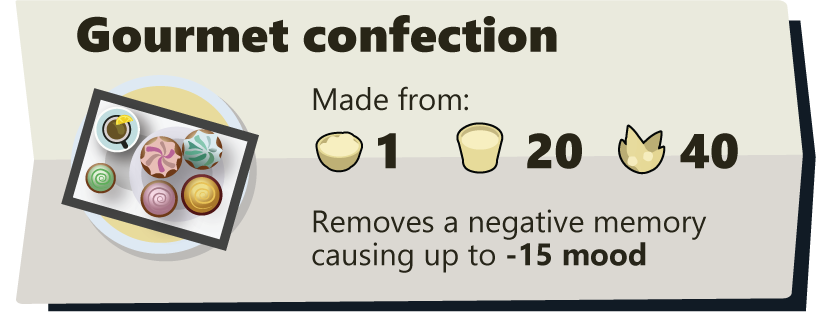 Gourmet confection
Made from:
1 20 40
Removes a negative memory
causing up to -15 mood